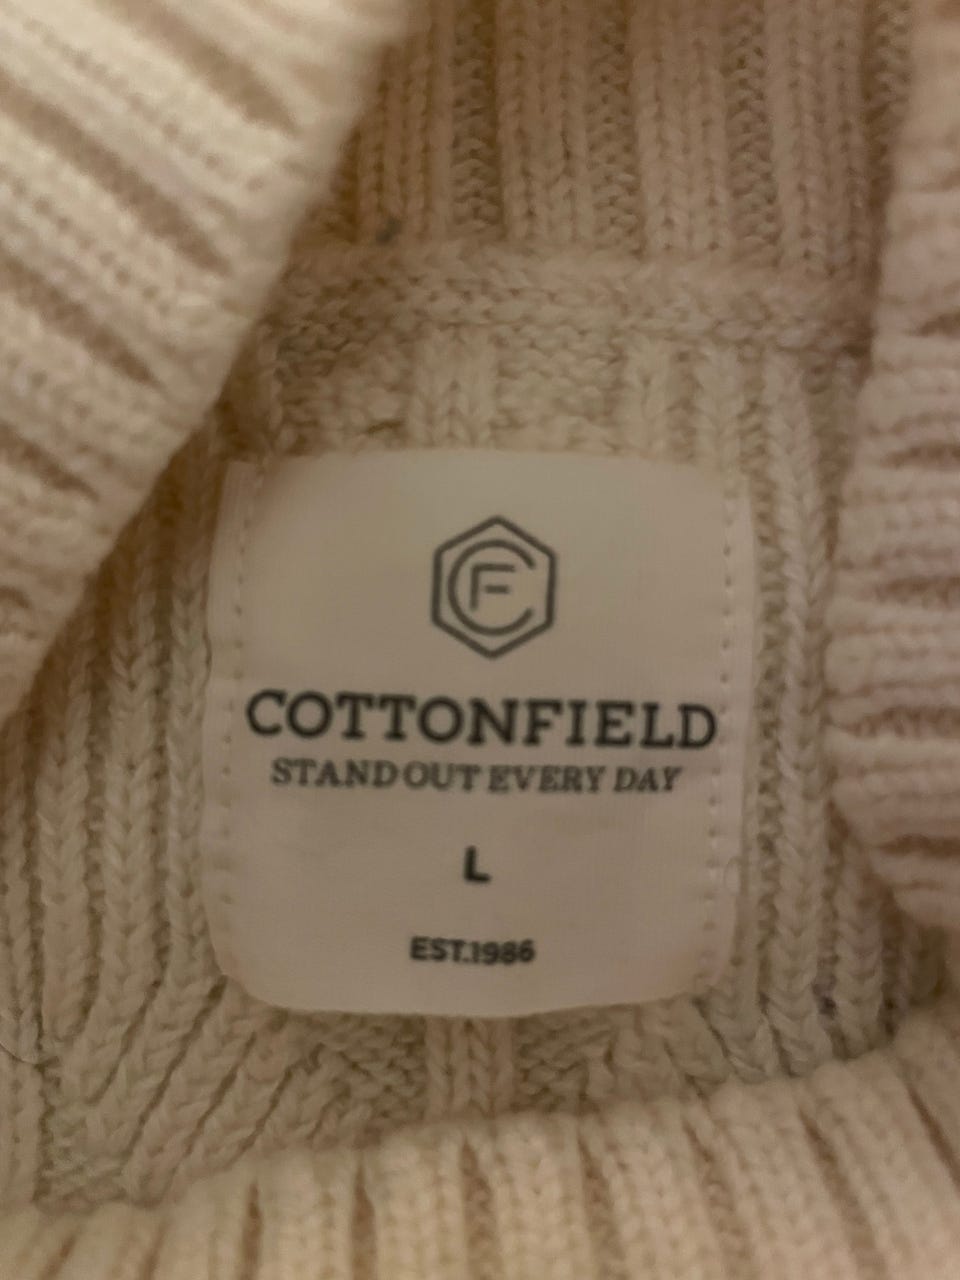 CF
COTTONFIELD
STAND OUT EVERY DAY
L
EST.1986